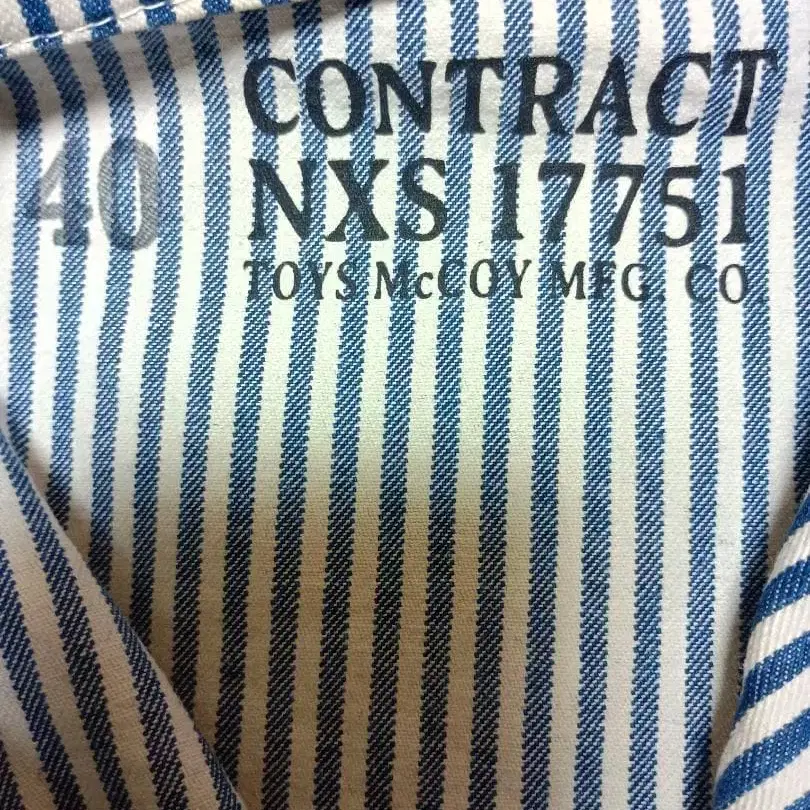 CONTRACT
40 NXS 17751
TOYS McCOY MFG. CO.